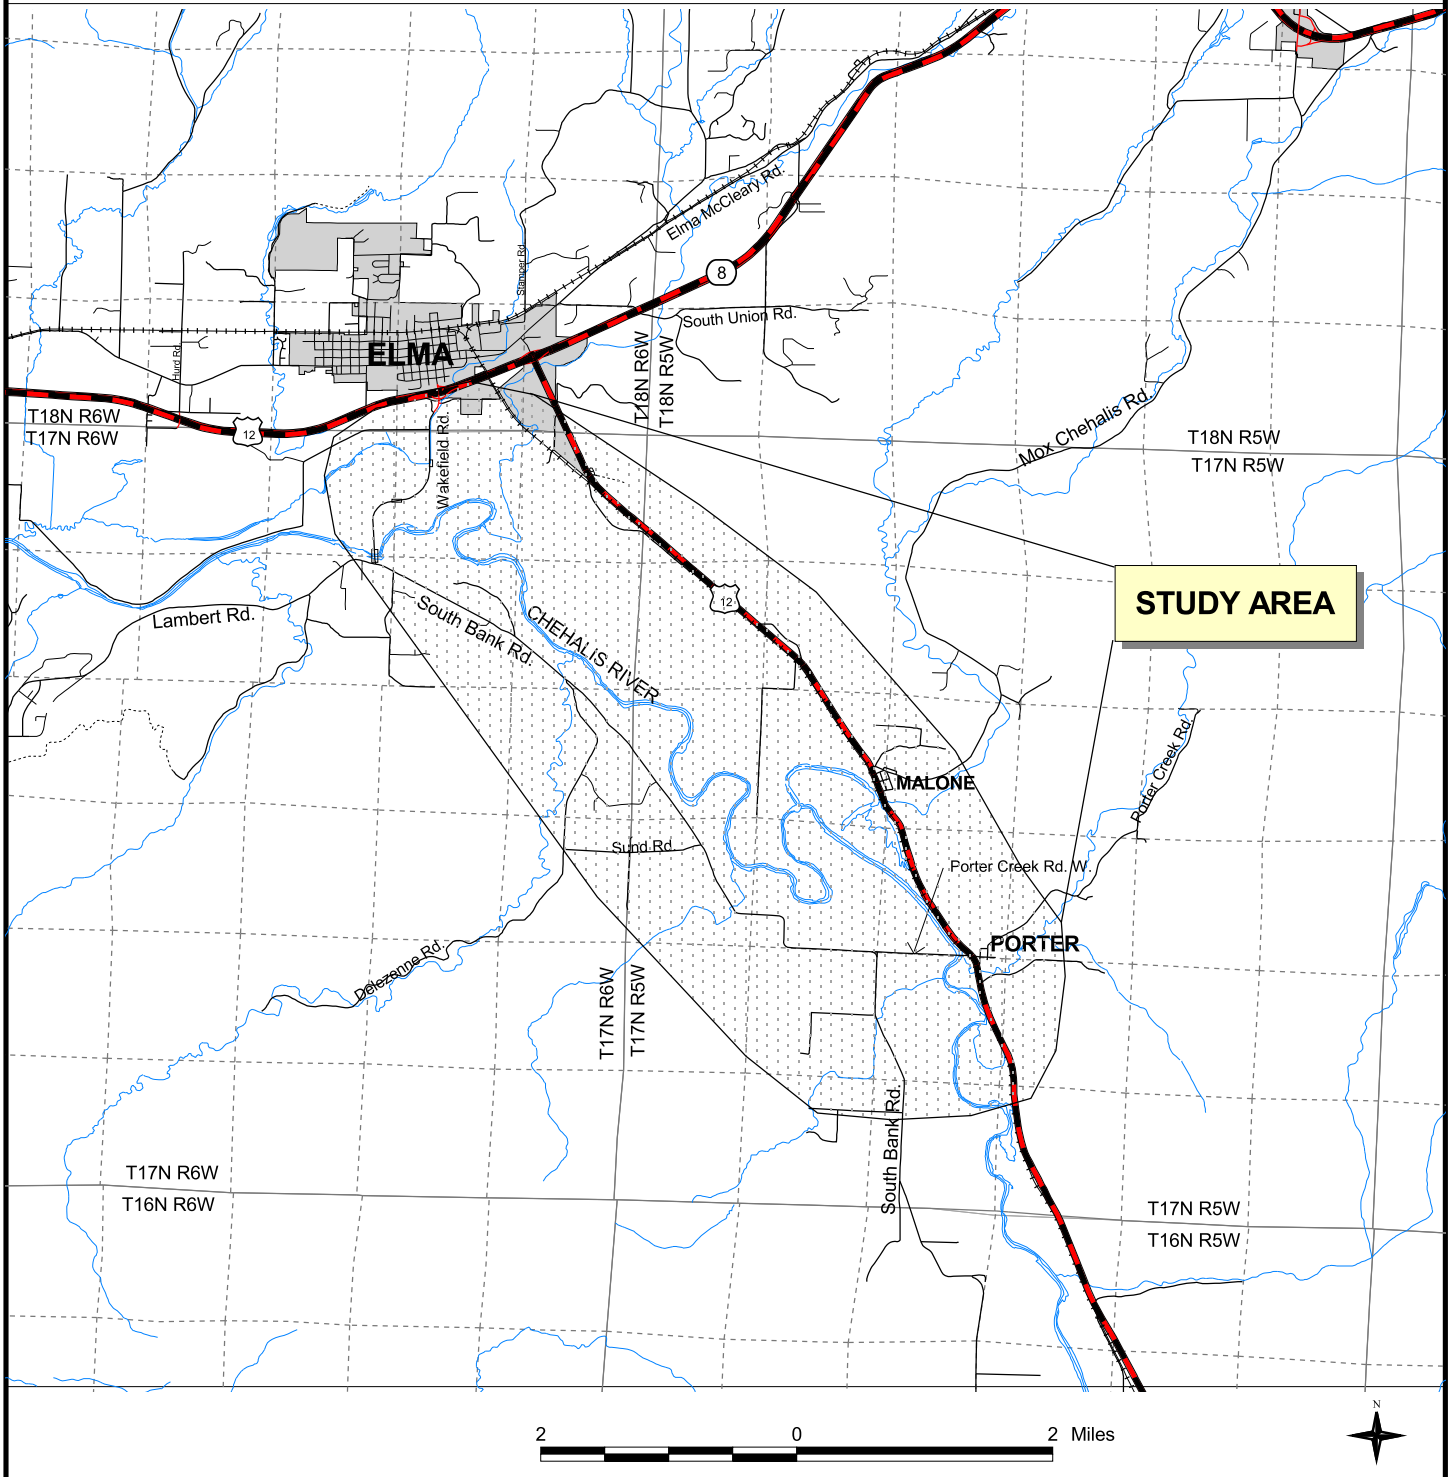 Elma McCleary Rd.
Stamper Rd
8
South Union Rd.
ELMA
Hurd Rd.
T18N R6W
T18N R5W
T18N R6W
T17N R6W
12
Wakefield Rd.
Mox Chehalis Rd.
T18N R5W
T17N R5W
STUDY AREA
12
Lambert Rd.
South Bank Rd.
CHEHALIS RIVER
MALONE
Porter Creek Rd.
Sund Rd.
Porter Creek Rd. W.
PORTER
Delezenne Rd.
T17N R6W
T17N R5W
South Bank Rd.
T17N R6W
T16N R6W
T17N R5W
T16N R5W
N
2 0 2 Miles